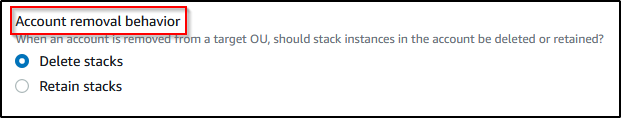 Account removal behavior
When an account is removed from a target OU, should stack instances in the account be deleted or retained?
Delete stacks
Retain stacks